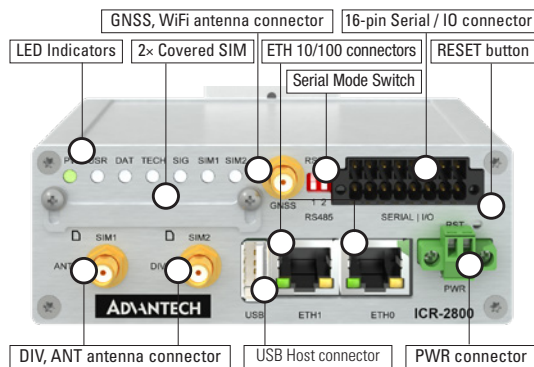 GNSS, WiFi antenna connector
16-pin Serial / IO connector
LED Indicators
2× Covered SIM
ETH 10/100 connectors
RESET button
Serial Mode Switch
USR DAT TECH SIG SIM1 SIM2
GNSS
1 2
RS485
SERIAL | I/O
RST
SIM1
SIM2
ANT
DIV
ADVANTECH
USB
ETH1
ETH0
PWR
ICR-2800
DIV, ANT antenna connector
USB Host connector
PWR connector